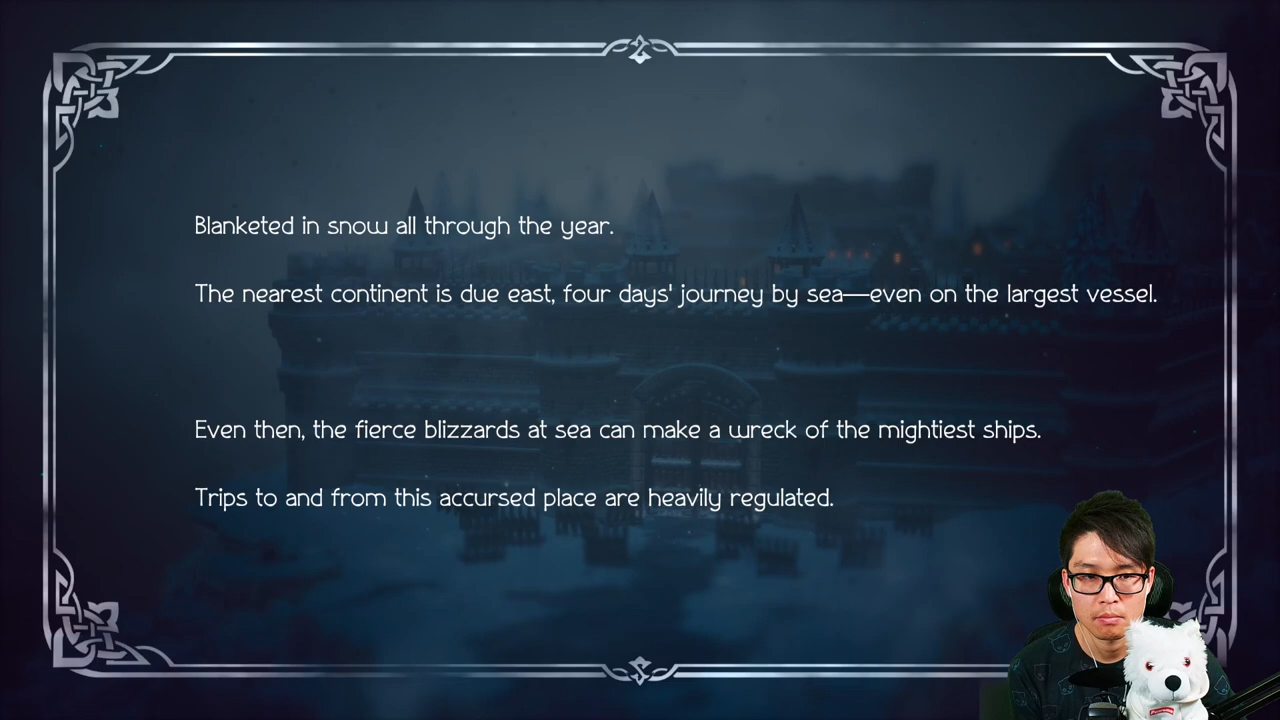 Blanketed in snow all through the year.
The nearest continent is due east, four days' journey by sea—even on the largest vessel.
Even then, the fierce blizzards at sea can make a wreck of the mightiest ships.
Trips to and from this accursed place are heavily regulated.